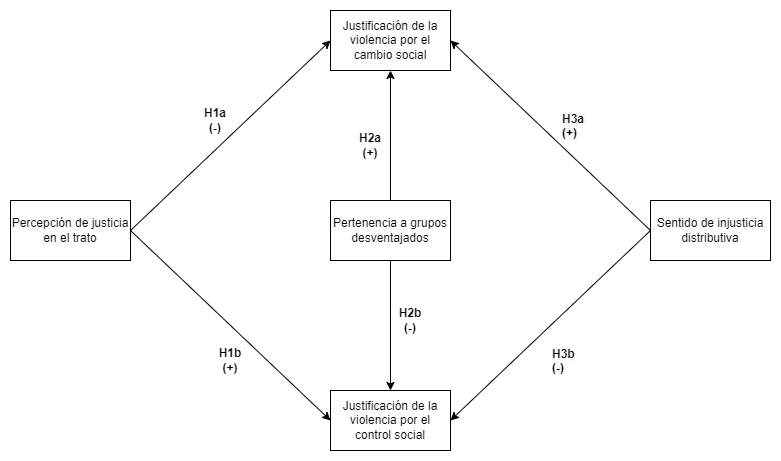 Justificación de la
violencia por el
cambio social
H1a
(-)
H2a
(+)
H3a
(+)
Percepción de justicia
en el trato
Pertenencia a grupos
desventajados
Sentido de injusticia
distributiva
H2b
(-)
H1b
(+)
H3b
(-)
Justificación de la
violencia por el
control social